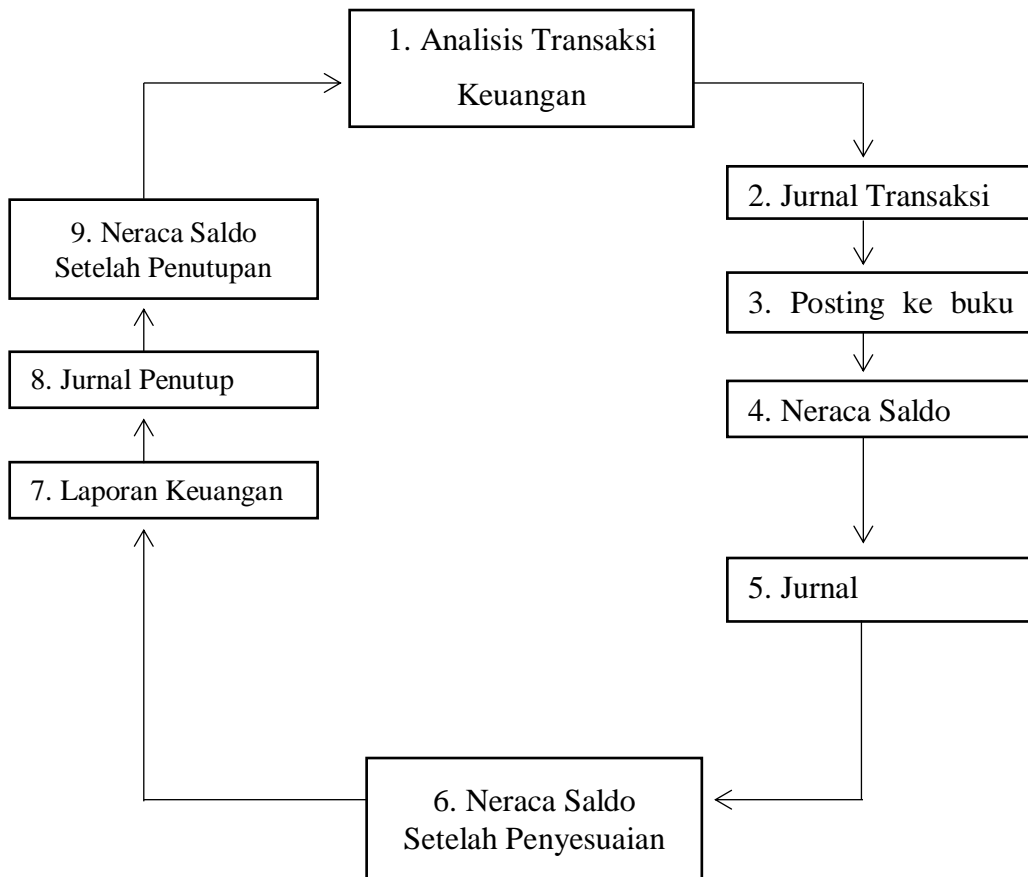 1. Analisis Transaksi
Keuangan
2. Jurnal Transaksi
3. Posting ke buku
4. Neraca Saldo
5. Jurnal
6. Neraca Saldo
Setelah Penyesuaian
7. Laporan Keuangan
8. Jurnal Penutup
9. Neraca Saldo
Setelah Penutupan